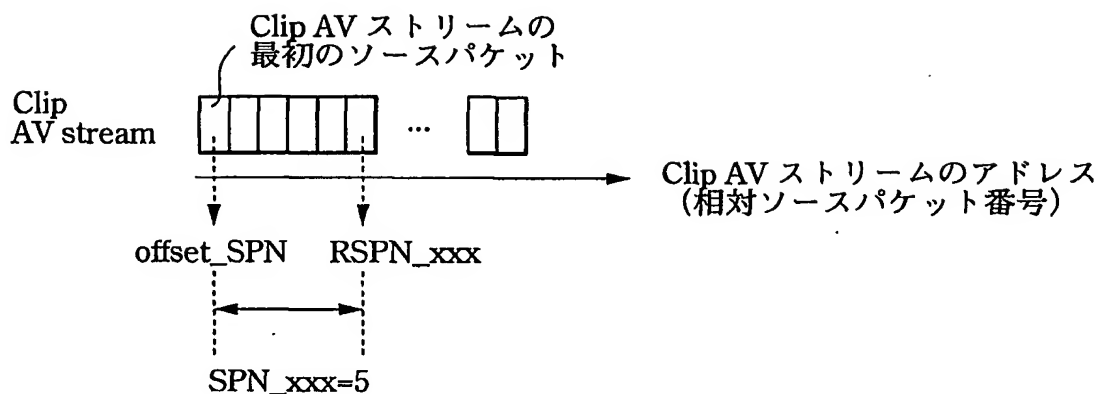 Clip AV ストリームの
最初のソースパケット
Clip
AV stream
...
Clip AV ストリームのアドレス
(相対ソースパケット番号)
offset_SPN
RSPN_xxx
SPN_xxx=5